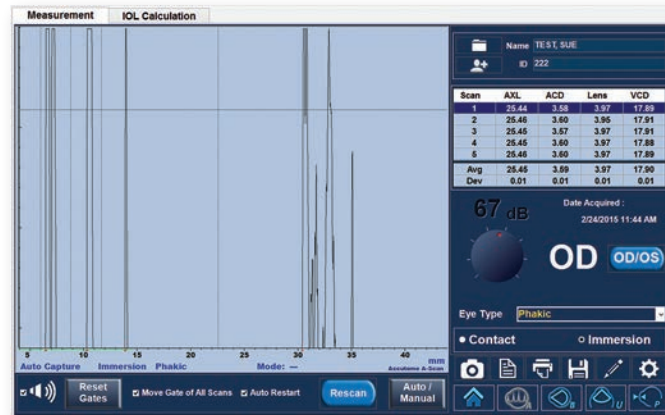 Measurement IOL Calculation
Name TEST, SUE
ID 222
Scan AXL ACD Lens VCD
1 25.44 3.58 3.97 17.89
2 25.46 3.60 3.95 17.91
3 25.45 3.57 3.97 17.91
4 25.45 3.60 3.97 17.88
5 25.46 3.60 3.97 17.89
Avg 25.45 3.59 3.97 17.90
Dev 0.01 0.01 0.01 0.01
67 dB
Date Acquired :
2/24/2015 11:44 AM
OD OD/OS
Eye Type Phakic
Contact Immersion
5 10 15 20 25 30 35 40 mm
Auto Capture Immersion Phakic Mode: --- Accutome A-Scan
Reset Gates
Move Gate of All Scans Auto Restart
Rescan
Auto / Manual
A B U P